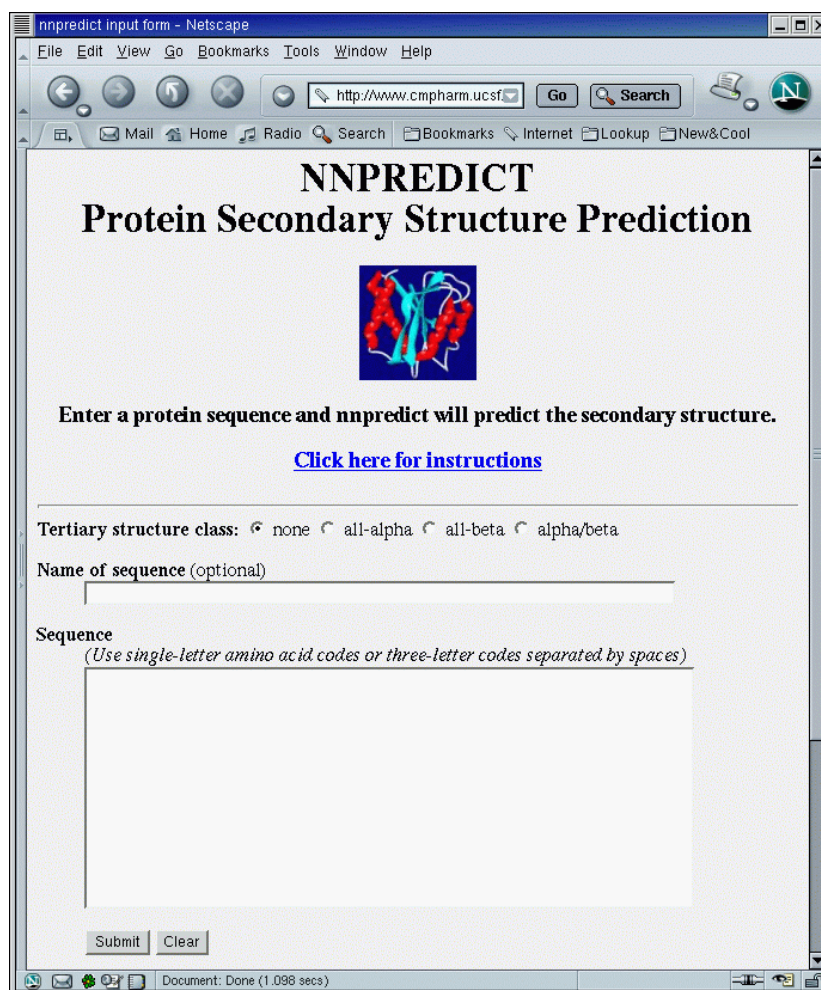 nnpredict input form - Netscape
File Edit View Go Bookmarks Tools Window Help
http://www.cmpharm.ucsf. Go Search
N
Mail Home Radio Search Bookmarks Internet Lookup New&Cool
NNPREDICT
Protein Secondary Structure Prediction
Enter a protein sequence and nnpredict will predict the secondary structure.
Click here for instructions
Tertiary structure class: none all-alpha all-beta alpha/beta
Name of sequence (optional)
Sequence
(Use single-letter amino acid codes or three-letter codes separated by spaces)
Submit Clear
Document: Done (1.098 secs)